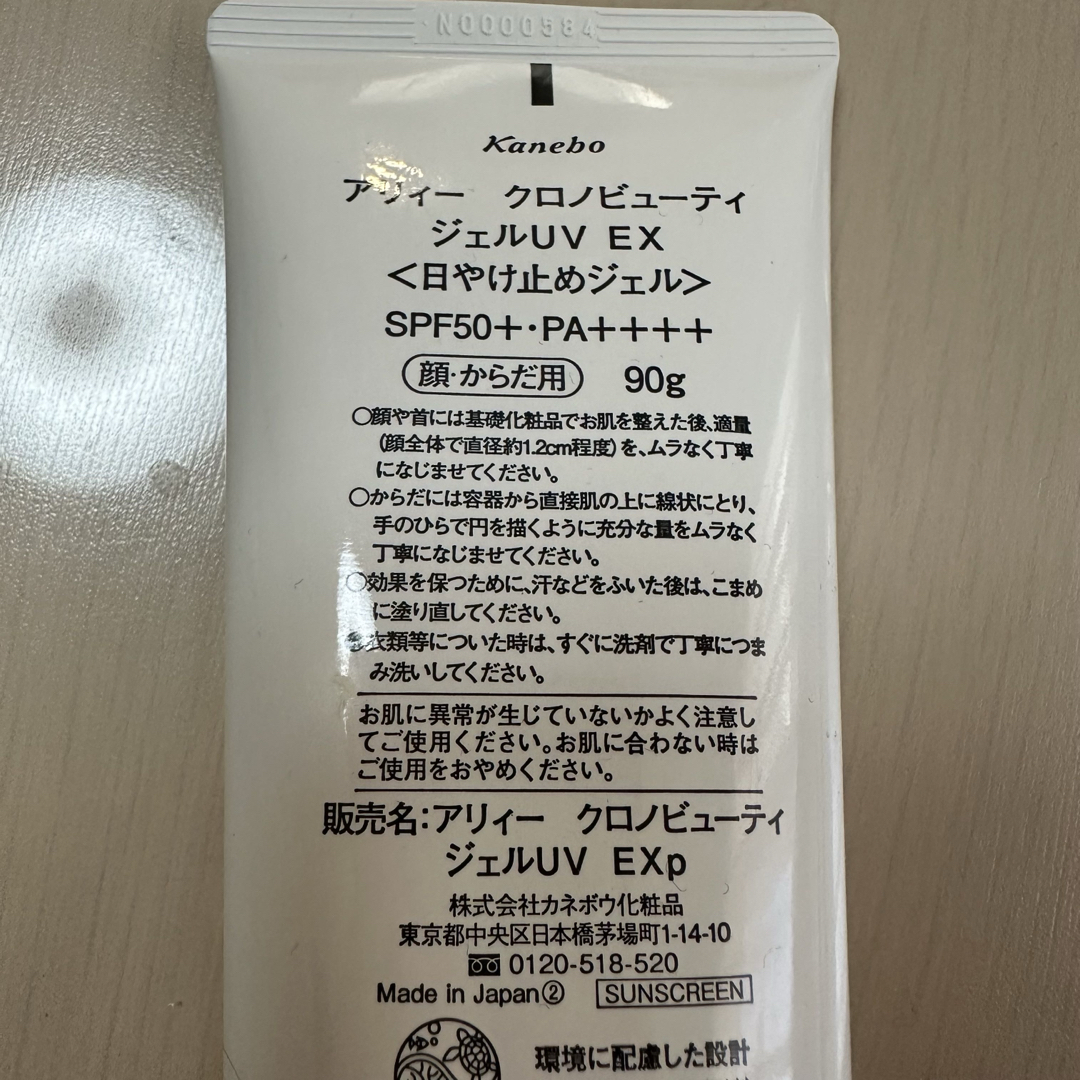 N0000584
Kanebo
アリィー　クロノビューティ
ジェルUV EX
＜日やけ止めジェル＞
SPF50＋・PA＋＋＋＋
顔・からだ用　90g
○顔や首には基礎化粧品でお肌を整えた後、適量
（顔全体で直径約1.2cm程度）を、ムラなく丁寧
になじませてください。
○からだには容器から直接肌の上に線状にとり、
手のひらで円を描くように充分な量をムラなく
丁寧になじませてください。
○効果を保つために、汗などをふいた後は、こまめ
に塗り直してください。
●衣類等についた時は、すぐに洗剤で丁寧につま
み洗いしてください。
お肌に異常が生じていないかよく注意し
てご使用ください。お肌に合わない時は
ご使用をおやめください。
販売名：アリィー　クロノビューティ
ジェルUV EXp
株式会社カネボウ化粧品
東京都中央区日本橋茅場町1-14-10
0120-518-520
Made in Japan② SUNSCREEN
環境に配慮した設計